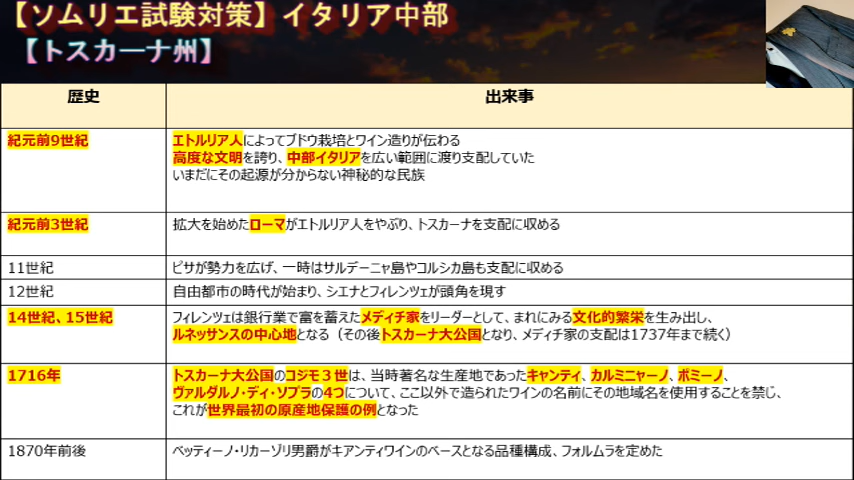 【ソムリエ試験対策】イタリア中部
【トスカーナ州】
歴史
出来事
紀元前9世紀
エトルリア人によってブドウ栽培とワイン造りが伝わる
高度な文明を誇り、中部イタリアを広い範囲に渡り支配していた
いまだにその起源が分からない神秘的な民族
紀元前3世紀
拡大を始めたローマがエトルリア人をやぶり、トスカーナを支配に収める
11世紀
ピサが勢力を広げ、一時はサルデーニャ島やコルシカ島も支配に収める
12世紀
自由都市の時代が始まり、シエナとフィレンツェが頭角を現す
14世紀、15世紀
フィレンツェは銀行業で富を蓄えたメディチ家をリーダーとして、まれにみる文化的繁栄を生み出し、
ルネッサンスの中心地となる（その後トスカーナ大公国となり、メディチ家の支配は1737年まで続く）
1716年
トスカーナ大公国のコジモ３世は、当時著名な生産地であったキャンティ、カルミニャーノ、ポミーノ、
ヴァルダルノ・ディ・ソプラの4つについて、ここ以外で造られたワインの名前にその地域名を使用することを禁じ、
これが世界最初の原産地保護の例となった
1870年前後
ベッティーノ・リカーゾリ男爵がキアンティワインのベースとなる品種構成、フォルムラを定めた